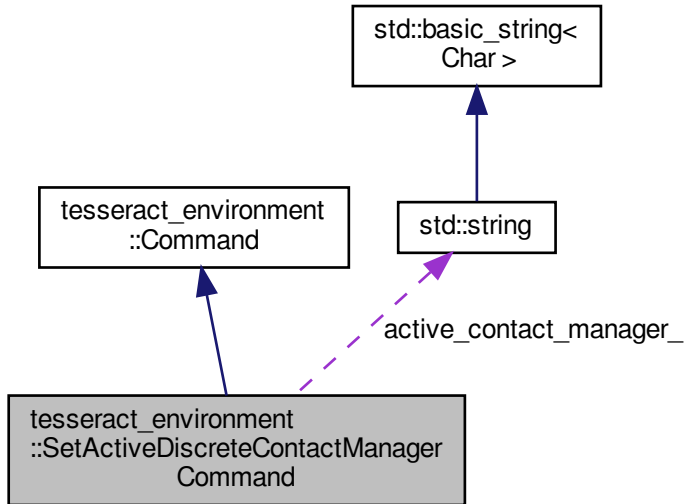 std::basic_string<
Char >
tesseract_environment
::Command
std::string
active_contact_manager_
tesseract_environment
::SetActiveDiscreteContactManager
Command